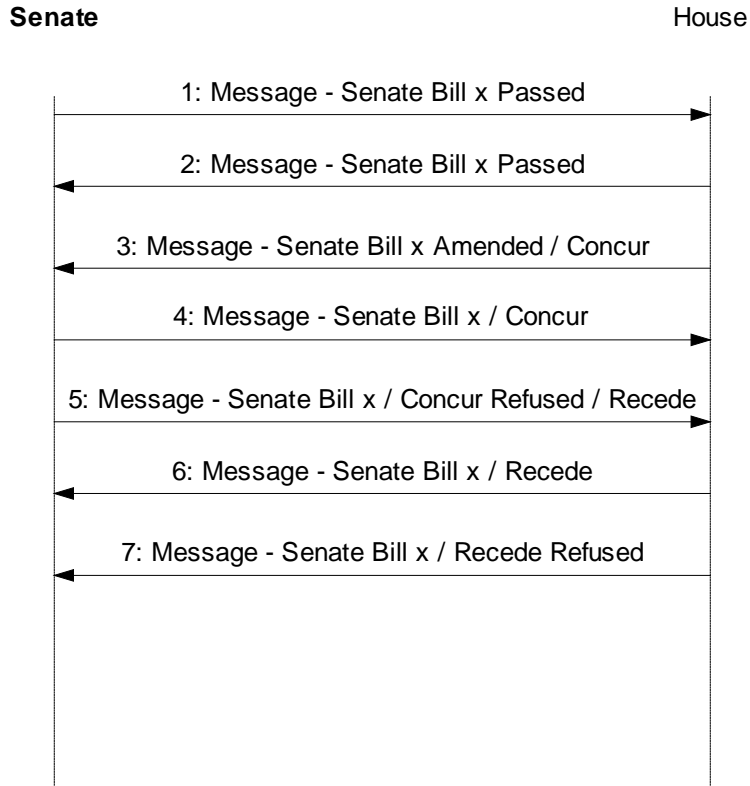 Senate
House
1: Message - Senate Bill x Passed
2: Message - Senate Bill x Passed
3: Message - Senate Bill x Amended / Concur
4: Message - Senate Bill x / Concur
5: Message - Senate Bill x / Concur Refused / Recede
6: Message - Senate Bill x / Recede
7: Message - Senate Bill x / Recede Refused